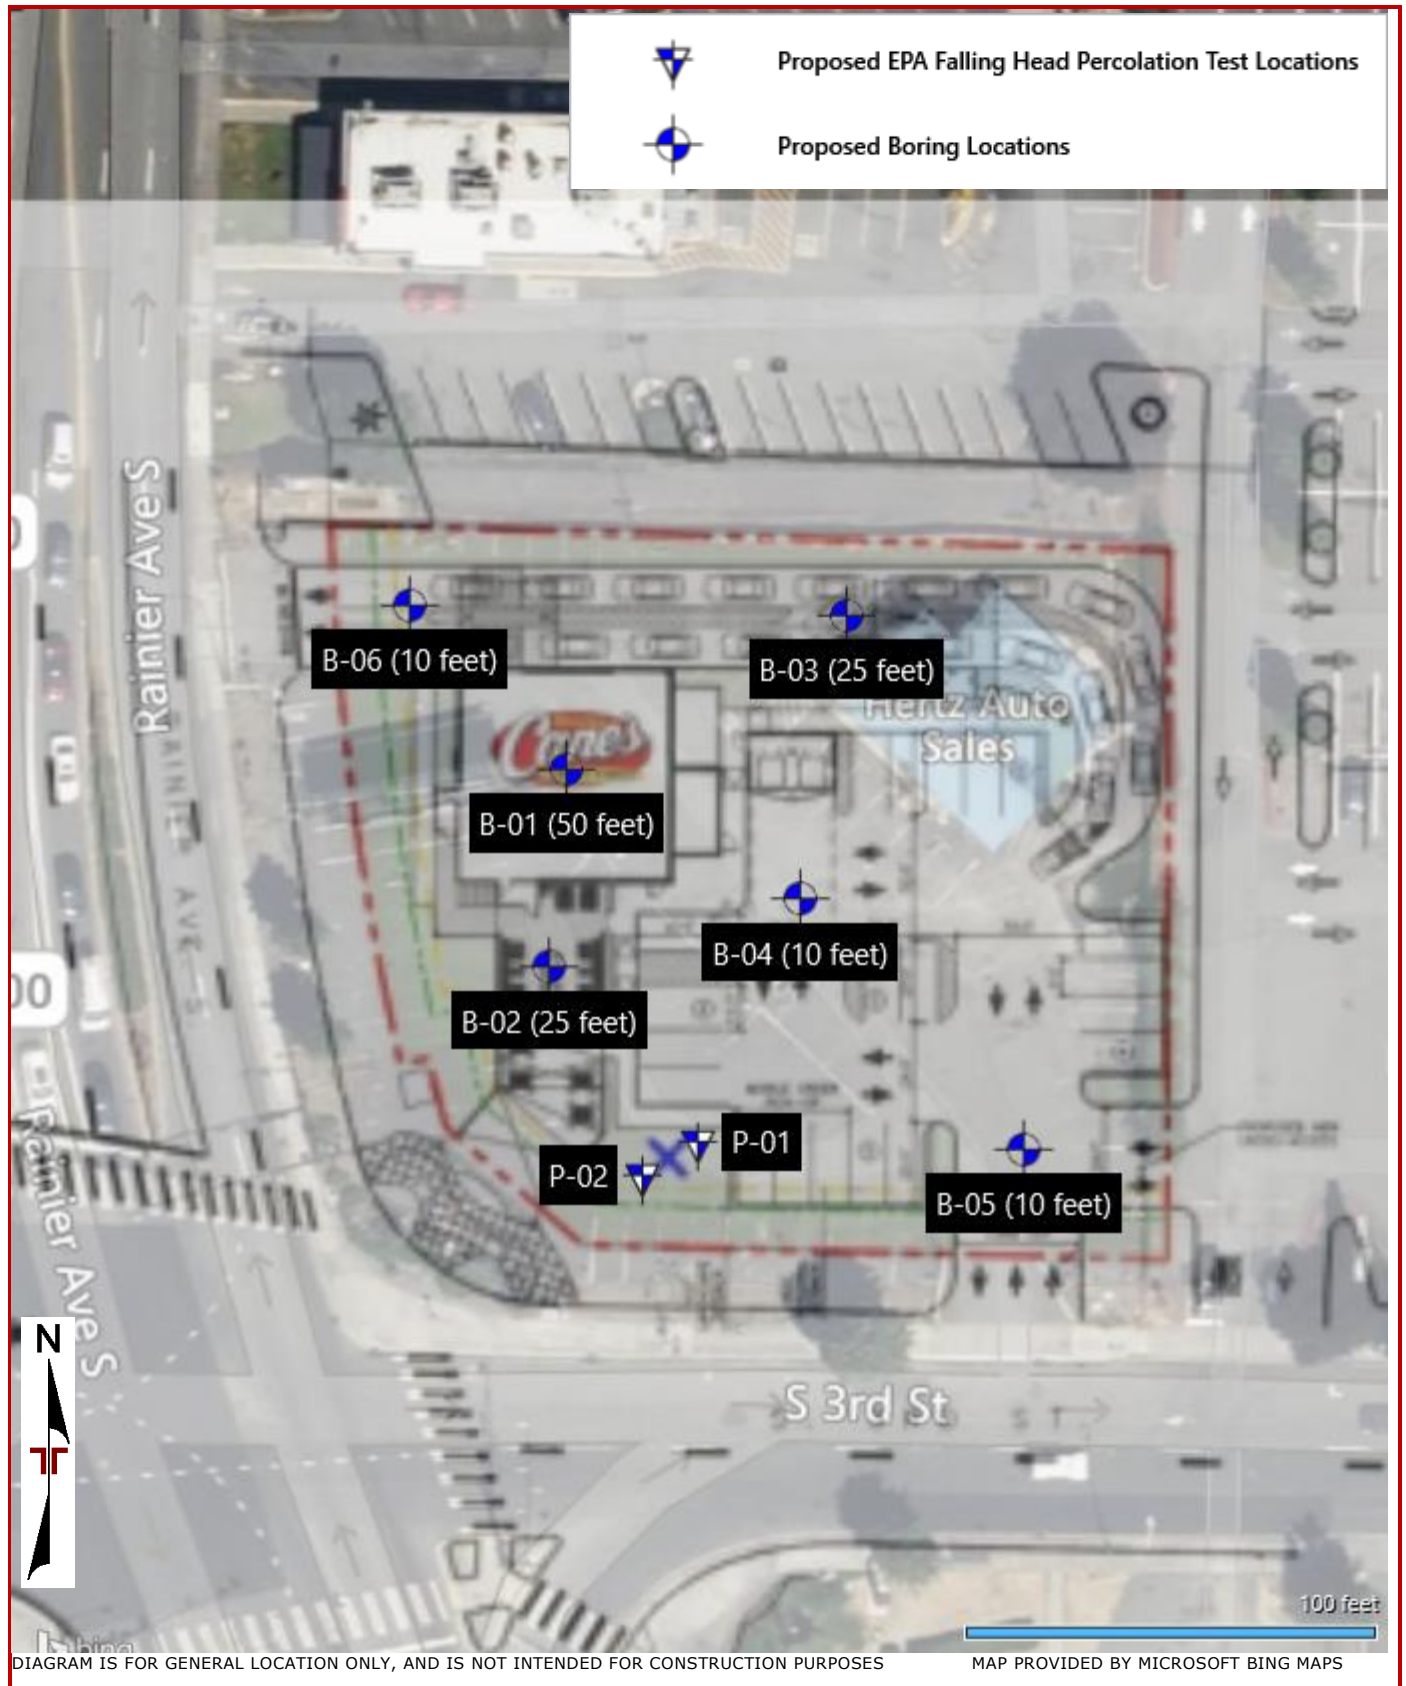 Proposed EPA Falling Head Percolation Test Locations
Proposed Boring Locations
Rainier Ave S
B-06 (10 feet)
B-03 (25 feet)
Hertz Auto
Sales
Cane's
B-01 (50 feet)
B-04 (10 feet)
00
B-02 (25 feet)
P-01
P-02
B-05 (10 feet)
Rainier Ave S
N
S 3rd St
100 feet
bing
DIAGRAM IS FOR GENERAL LOCATION ONLY, AND IS NOT INTENDED FOR CONSTRUCTION PURPOSES
MAP PROVIDED BY MICROSOFT BING MAPS